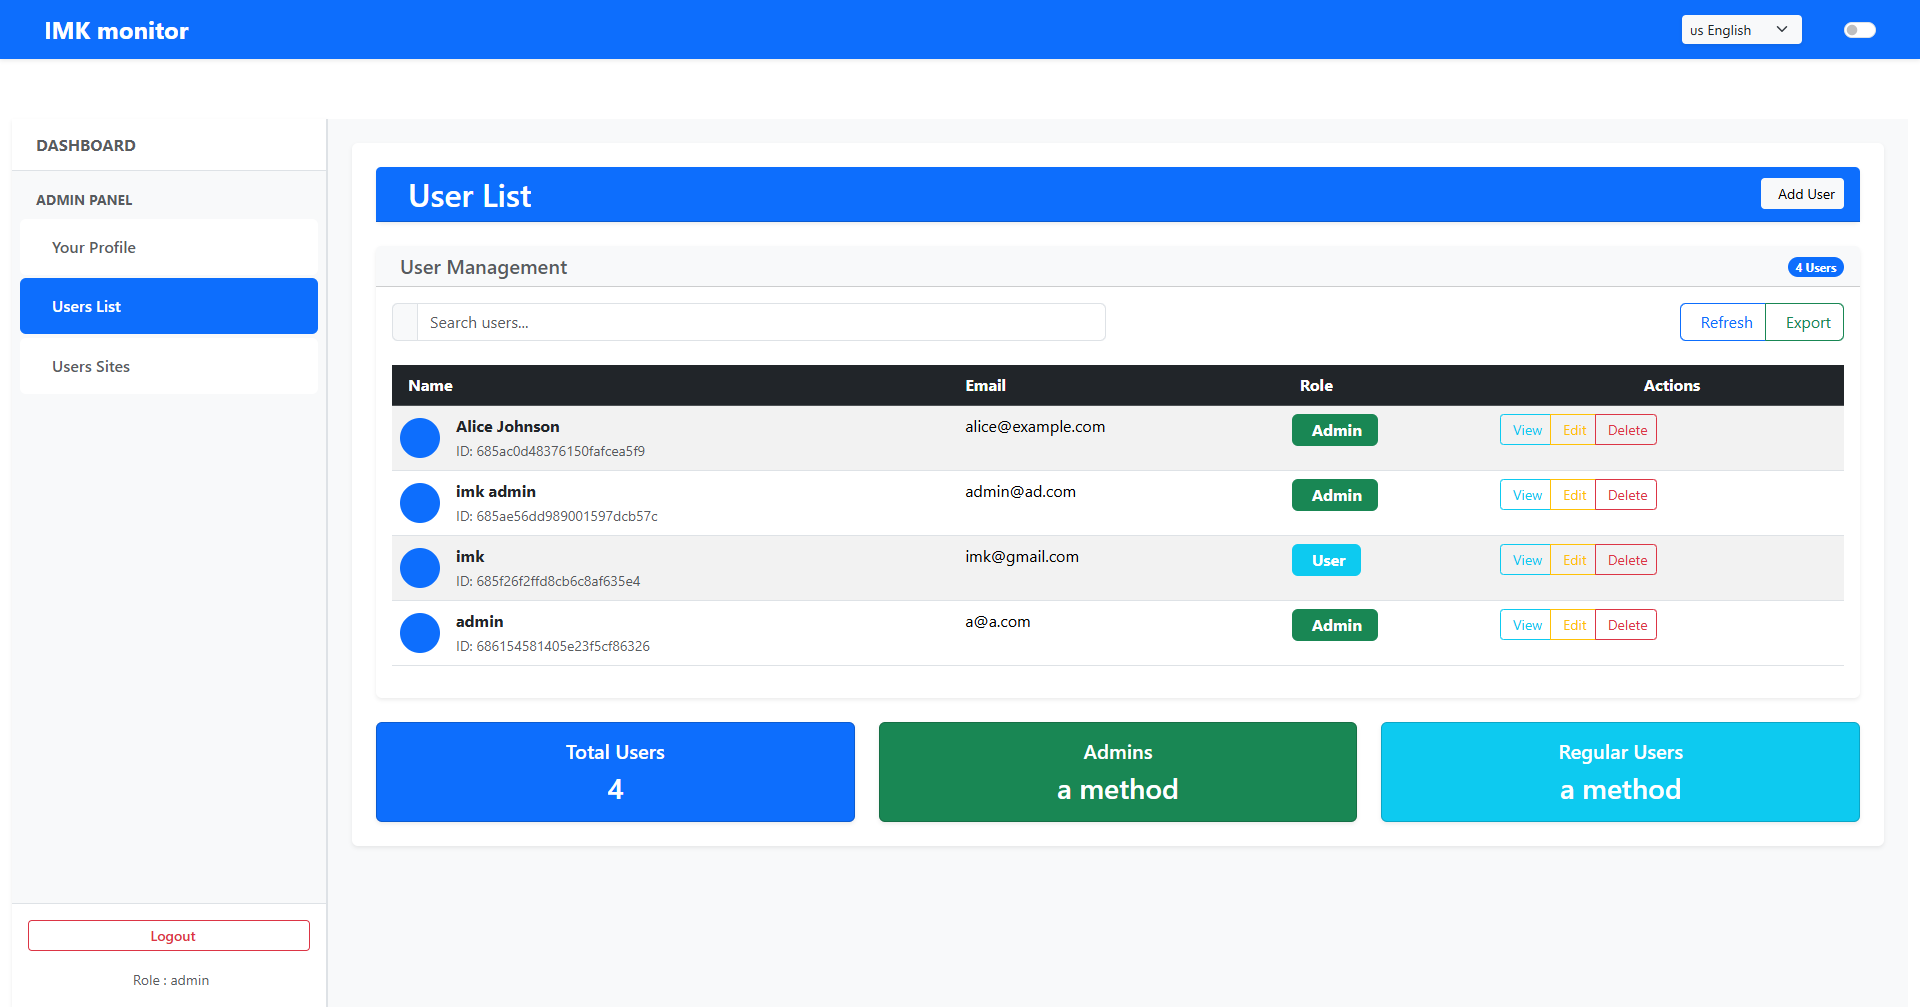 IMK monitor
us English
DASHBOARD
ADMIN PANEL
Your Profile
Users List
Users Sites
Logout
Role : admin
User List
Add User
User Management
4 Users
Search users...
Refresh Export
Name Email Role Actions
Alice Johnson alice@example.com Admin View Edit Delete
ID: 685ac0d48376150fafcea5f9
imk admin admin@ad.com Admin View Edit Delete
ID: 685ae56dd989001597dcb57c
imk imk@gmail.com User View Edit Delete
ID: 685f26f2ffd8cb6c8af635e4
admin a@a.com Admin View Edit Delete
ID: 686154581405e23f5cf86326
Total Users
4
Admins
a method
Regular Users
a method